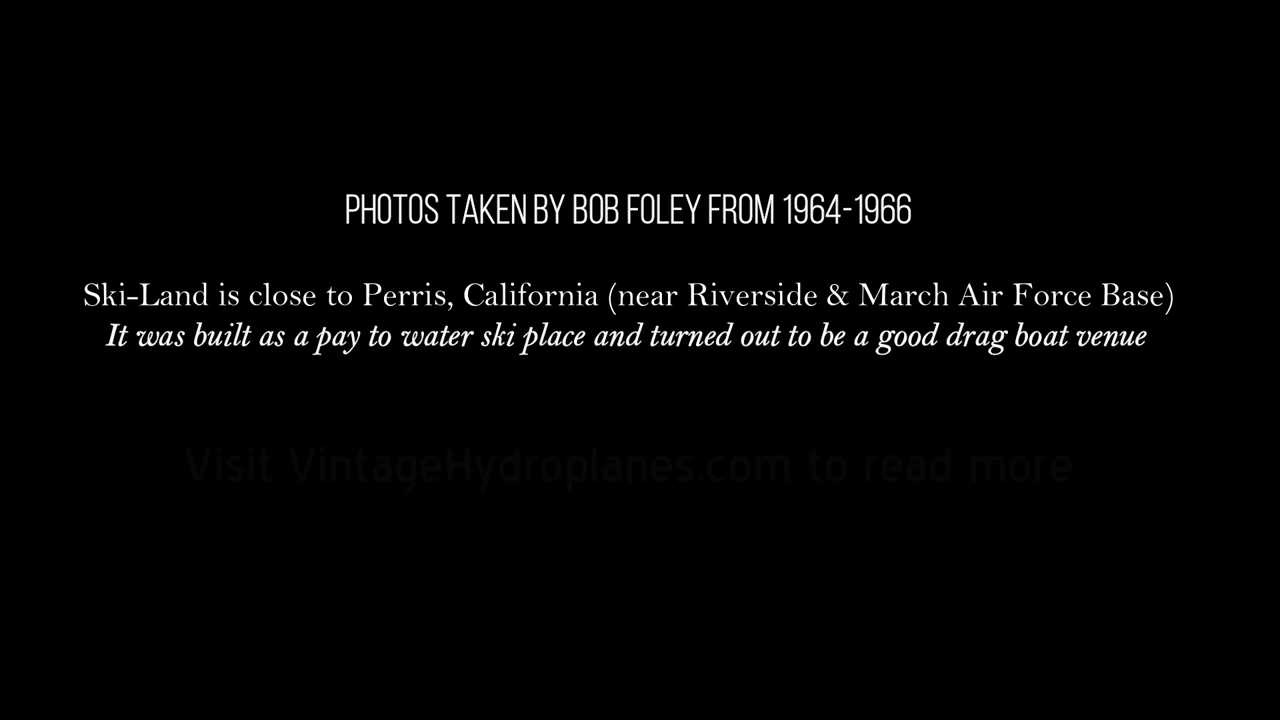 PHOTOS TAKEN BY BOB FOLEY FROM 1964-1966
Ski-Land is close to Perris, California (near Riverside & March Air Force Base)
It was built as a pay to water ski place and turned out to be a good drag boat venue
Visit VintageHydroplanes.com to read more